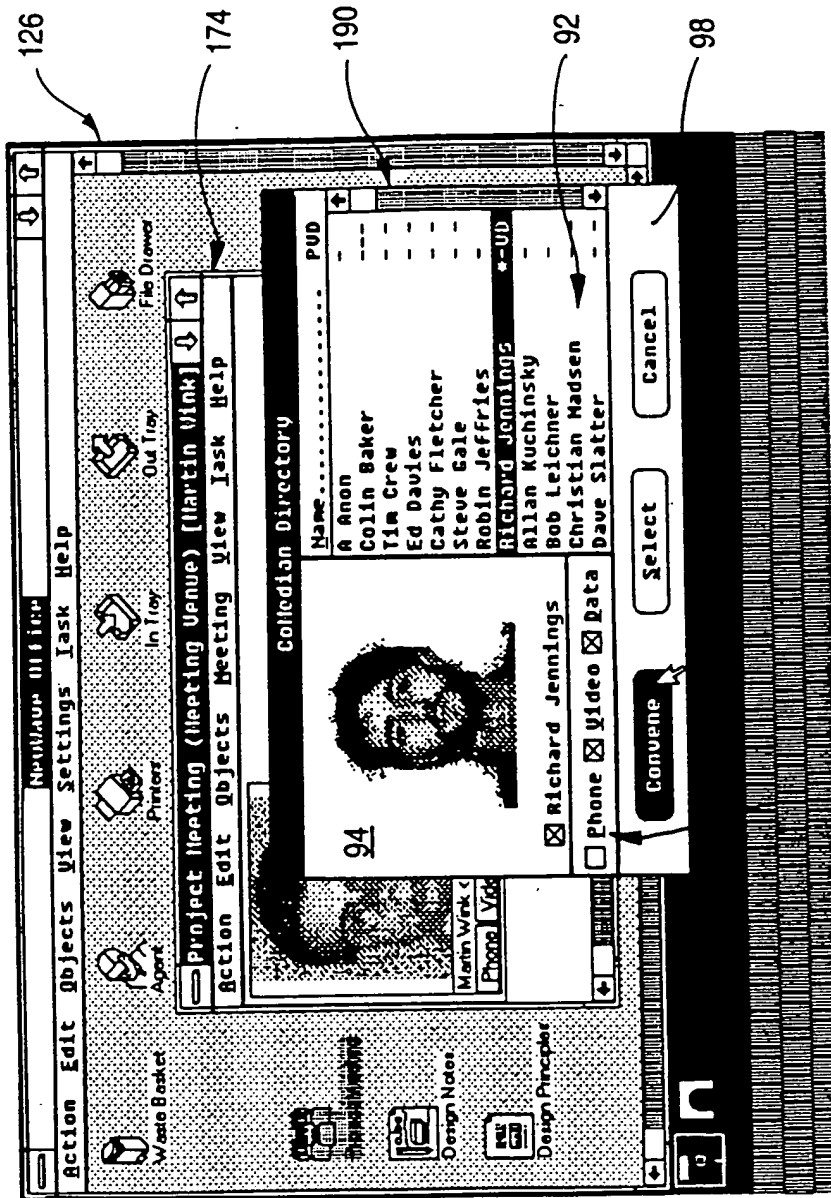 NewWave Office
Action Edit Objects View Settings Task Help
Waste Basket
Agent
Printers
In Tray
Out Tray
File Drawer
Design Notes
Design Principles
Project Meeting (Meeting Venue) [Martin Wink]
Action Edit Objects Meeting View Task Help
Martin Wink
Phone
CoMedian Directory
94
Richard Jennings
Phone Video Data
Name.................. PVD
A Anon -
Colin Baker ---
Tim Crew -
Ed Davies -
Cathy Fletcher -
Steve Gale -
Robin Jeffries -
Richard Jennings *-VD
Allan Kuchinsky -
Bob Leichner -
Christian Madsen --
Dave Slatter --
Convene
Select
Cancel
126
174
190
92
98